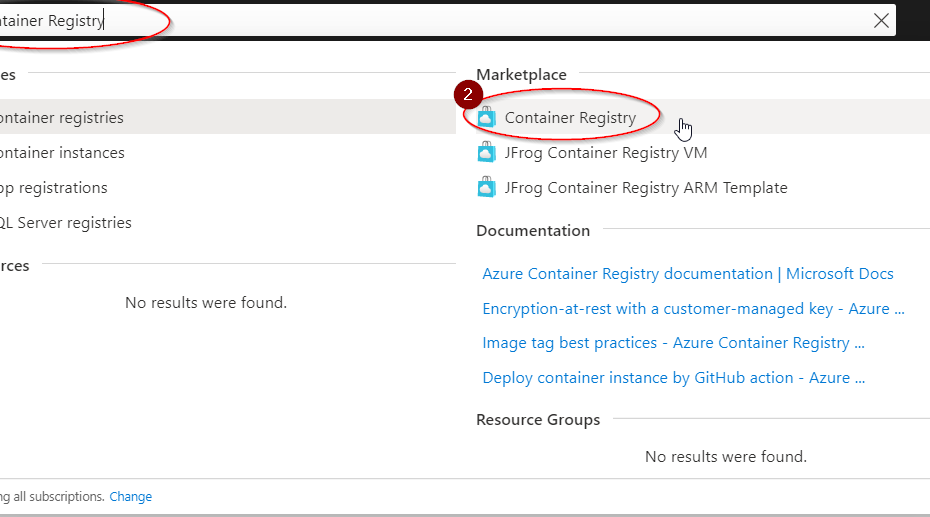 ntainer Registry
es
ontainer registries
ontainer instances
pp registrations
QL Server registries
rces
No results were found.
Marketplace
2
Container Registry
JFrog Container Registry VM
JFrog Container Registry ARM Template
Documentation
Azure Container Registry documentation | Microsoft Docs
Encryption-at-rest with a customer-managed key - Azure ...
Image tag best practices - Azure Container Registry ...
Deploy container instance by GitHub action - Azure ...
Resource Groups
No results were found.
ng all subscriptions. Change